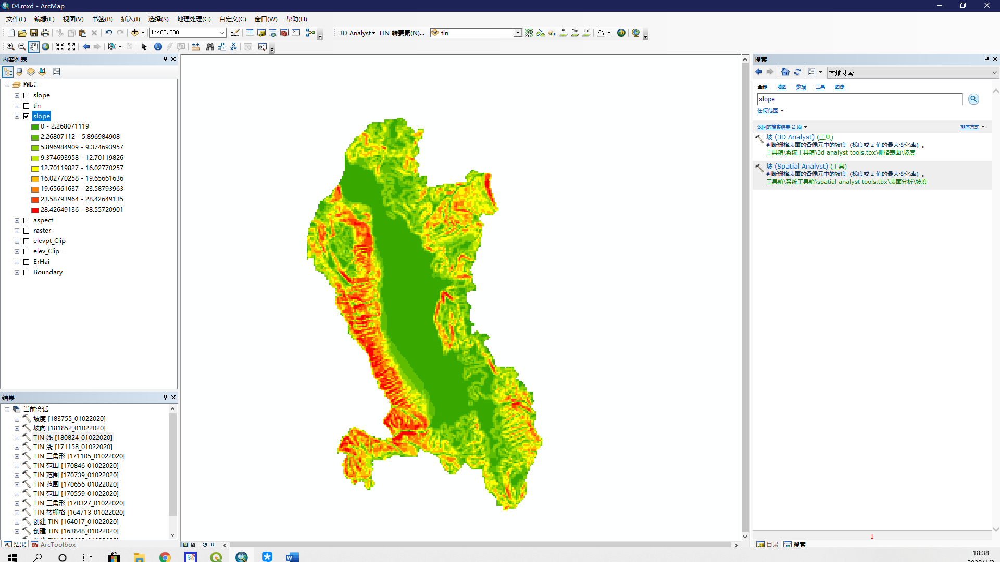 04.mxd - ArcMap
文件(F) 编辑(E) 视图(V) 书签(B) 插入(I) 选择(S) 地理处理(G) 自定义(C) 窗口(W) 帮助(H)
1:400,000 3D Analyst TIN 转要素(N)... tin
内容列表
图层
slope
tin
slope
0 - 2.268071119
2.26807112 - 5.896984908
5.896984909 - 9.374693957
9.374693958 - 12.70119826
12.70119827 - 16.02770257
16.02770258 - 19.65661636
19.65661637 - 23.58793963
23.58793964 - 28.42649135
28.42649136 - 38.55720901
aspect
raster
elevpt_Clip
elev_Clip
ErHai
Boundary
结果
当前会话
坡度 [183755_01022020]
坡向 [181852_01022020]
TIN 线 [180824_01022020]
TIN 线 [171158_01022020]
TIN 三角形 [171105_01022020]
TIN 范围 [170846_01022020]
TIN 范围 [170739_01022020]
TIN 范围 [170656_01022020]
TIN 范围 [170559_01022020]
TIN 三角形 [170327_01022020]
TIN 转栅格 [164713_01022020]
创建 TIN [164017_01022020]
创建 TIN [163848_01022020]
结果 ArcToolbox
搜索
本地搜索
全部 地图 数据 工具 图像
slope
任何范围
返回的搜索结果 2 项 排序方式
坡 (3D Analyst) (工具)
判断栅格表面的各像元中的坡度（梯度或 z 值的最大变化率）。
工具箱\系统工具箱\3d analyst tools.tbx\栅格表面\坡度
坡 (Spatial Analyst) (工具)
判断栅格表面的各像元中的坡度（梯度或 z 值的最大变化率）。
工具箱\系统工具箱\spatial analyst tools.tbx\表面分析\坡度
1
目录 搜索
18:38